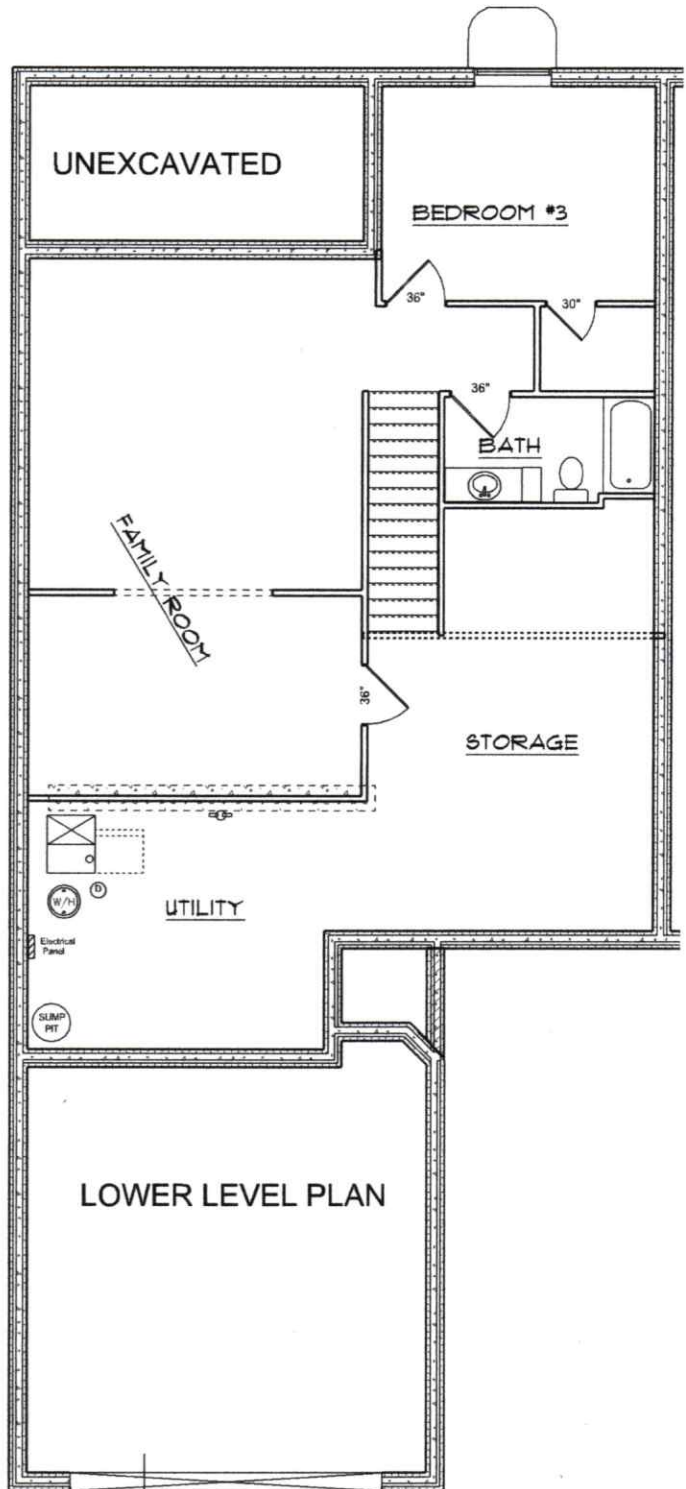 UNEXCAVATED
BEDROOM #3
36"
30"
36"
BATH
FAMILY ROOM
36"
STORAGE
W/H
D
UTILITY
Electrical
Panel
SUMP
PIT
LOWER LEVEL PLAN